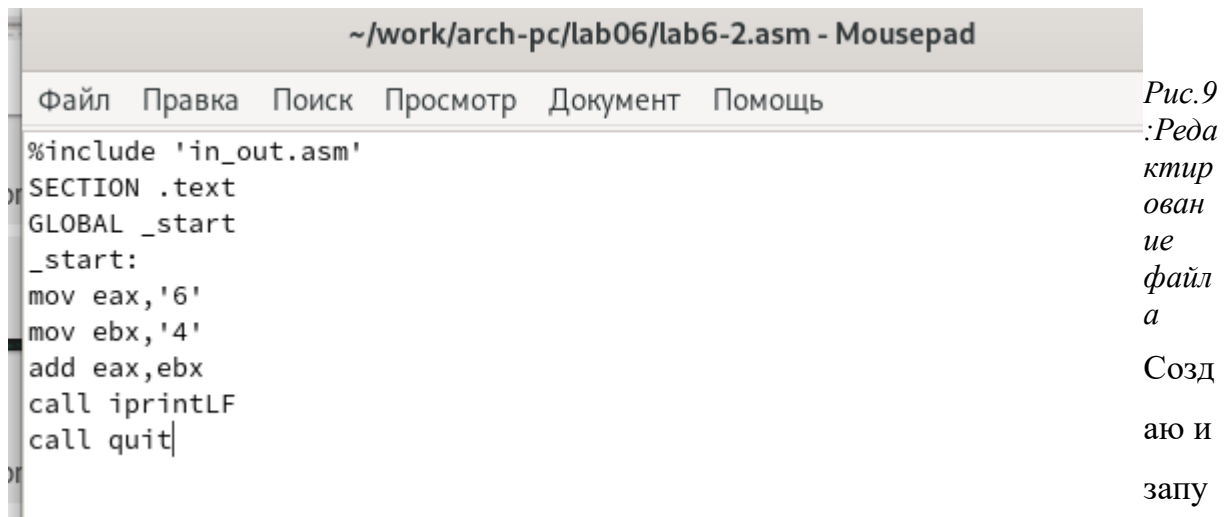 ~/work/arch-pc/lab06/lab6-2.asm - Mousepad
Файл Правка Поиск Просмотр Документ Помощь
%include 'in_out.asm'
SECTION .text
GLOBAL _start
_start:
mov eax,'6'
mov ebx,'4'
add eax,ebx
call iprintLF
call quit
Рис.9
:Реда
ктир
ован
ие
файл
а
Созд
аю и
запу